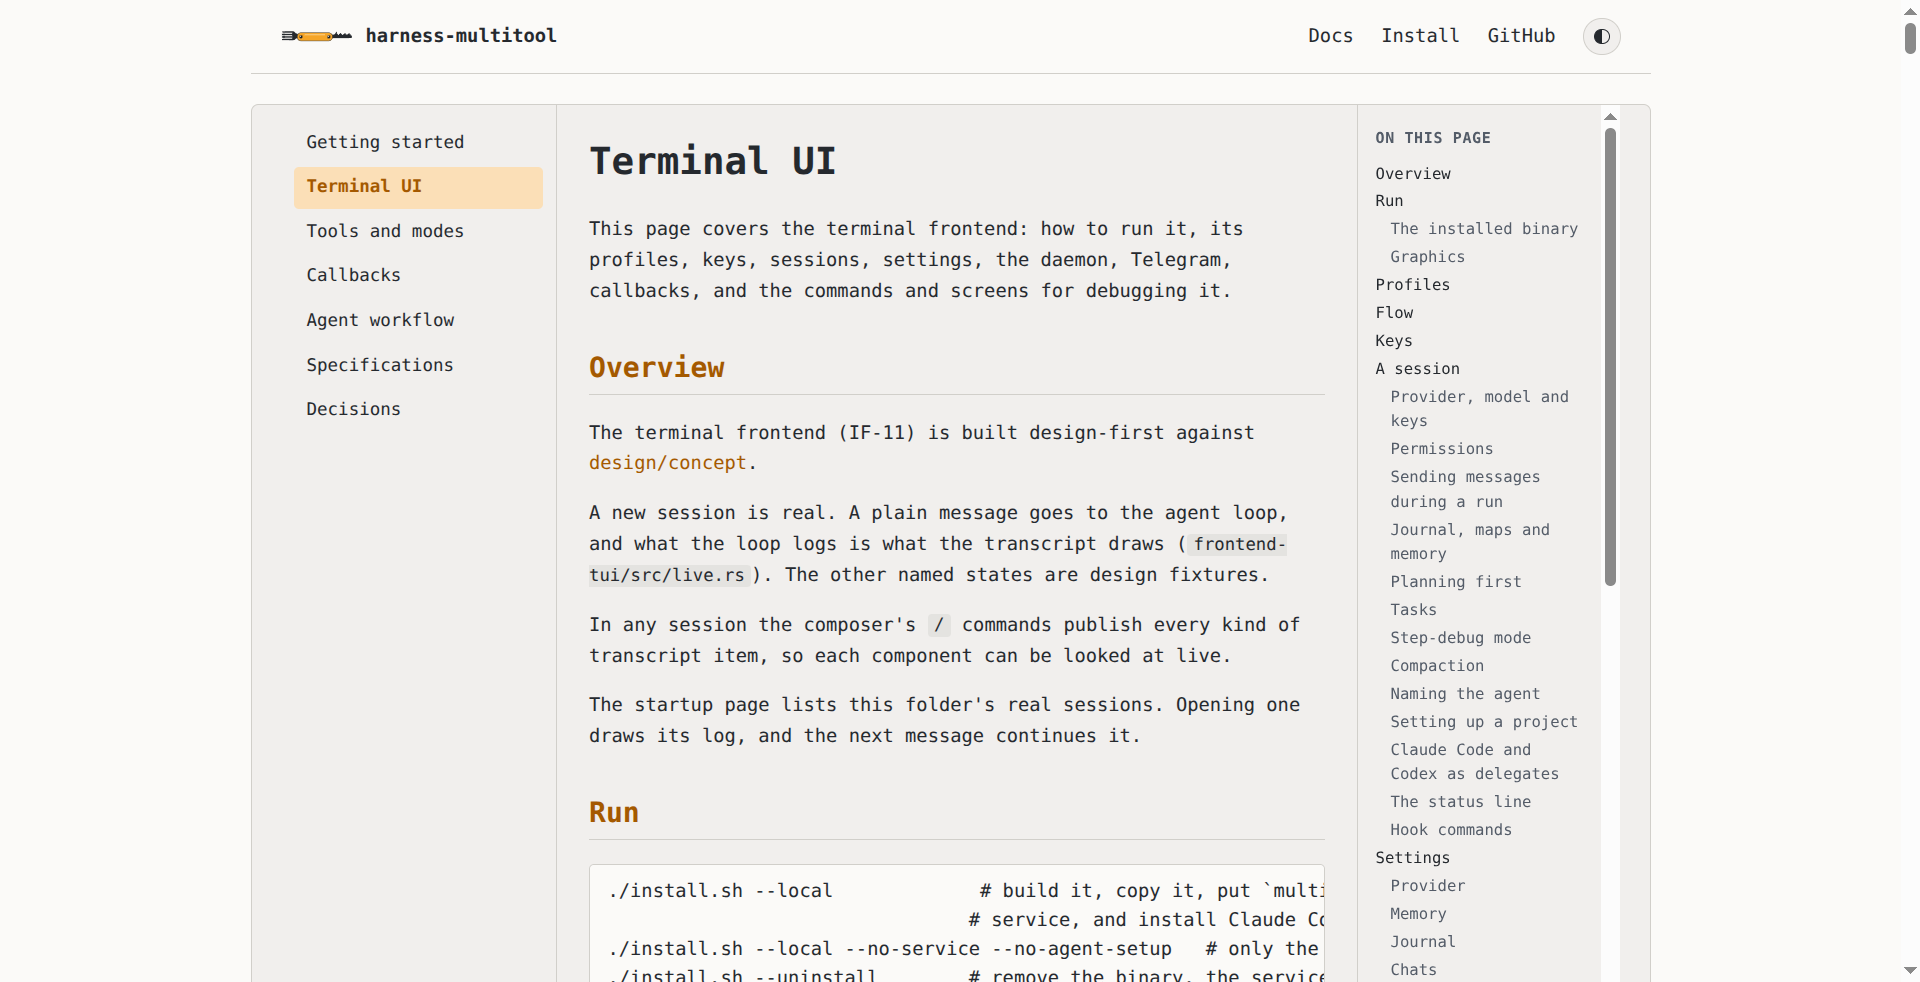 harness-multitool
Docs
Install
GitHub
Getting started
Terminal UI
Tools and modes
Callbacks
Agent workflow
Specifications
Decisions
Terminal UI
This page covers the terminal frontend: how to run it, its
profiles, keys, sessions, settings, the daemon, Telegram,
callbacks, and the commands and screens for debugging it.
Overview
The terminal frontend (IF-11) is built design-first against
design/concept.
A new session is real. A plain message goes to the agent loop,
and what the loop logs is what the transcript draws (frontend-
tui/src/live.rs). The other named states are design fixtures.
In any session the composer's / commands publish every kind of
transcript item, so each component can be looked at live.
The startup page lists this folder's real sessions. Opening one
draws its log, and the next message continues it.
Run
./install.sh --local # build it, copy it, put `multi
# service, and install Claude Co
./install.sh --local --no-service --no-agent-setup # only the
./install.sh --uninstall # remove the binary, the service
ON THIS PAGE
Overview
Run
The installed binary
Graphics
Profiles
Flow
Keys
A session
Provider, model and
keys
Permissions
Sending messages
during a run
Journal, maps and
memory
Planning first
Tasks
Step-debug mode
Compaction
Naming the agent
Setting up a project
Claude Code and
Codex as delegates
The status line
Hook commands
Settings
Provider
Memory
Journal
Chats